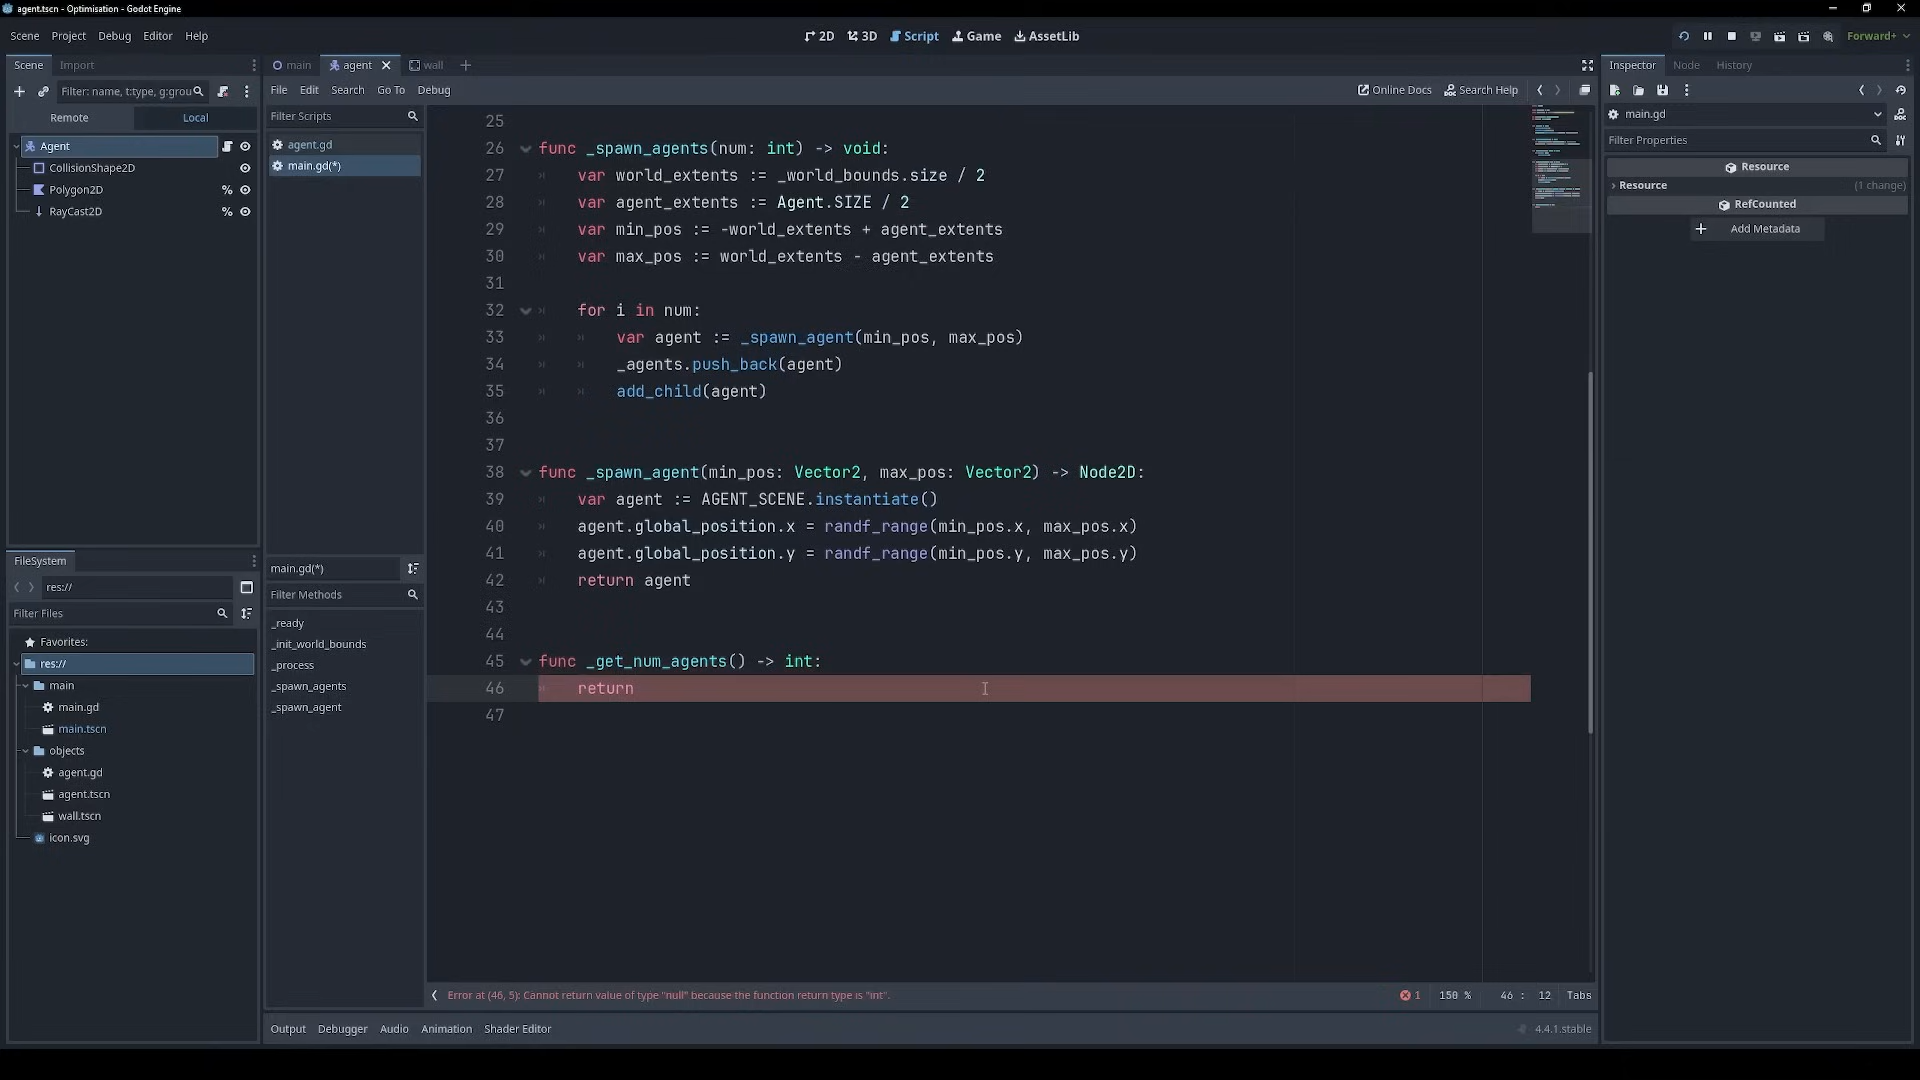 agent.tscn - Optimisation - Godot Engine
Scene Project Debug Editor Help
2D 3D Script Game AssetLib
Forward+
Scene Import
Filter: name, t:type, g:grou
Remote Local
Agent
CollisionShape2D
Polygon2D
RayCast2D
FileSystem
res://
Filter Files
Favorites:
res://
main
main.gd
main.tscn
objects
agent.gd
agent.tscn
wall.tscn
icon.svg
main agent wall
File Edit Search Go To Debug
Online Docs Search Help
Filter Scripts
agent.gd
main.gd(*)
main.gd(*)
Filter Methods
_ready
_init_world_bounds
_process
_spawn_agents
_spawn_agent
25
26 func _spawn_agents(num: int) -> void:
27 var world_extents := _world_bounds.size / 2
28 var agent_extents := Agent.SIZE / 2
29 var min_pos := -world_extents + agent_extents
30 var max_pos := world_extents - agent_extents
31
32 for i in num:
33 var agent := _spawn_agent(min_pos, max_pos)
34 _agents.push_back(agent)
35 add_child(agent)
36
37
38 func _spawn_agent(min_pos: Vector2, max_pos: Vector2) -> Node2D:
39 var agent := AGENT_SCENE.instantiate()
40 agent.global_position.x = randf_range(min_pos.x, max_pos.x)
41 agent.global_position.y = randf_range(min_pos.y, max_pos.y)
42 return agent
43
44
45 func _get_num_agents() -> int:
46 return
47
Error at (46, 5): Cannot return value of type "null" because the function return type is "int".
1 150 % 46 : 12 Tabs
Output Debugger Audio Animation Shader Editor
4.4.1.stable
Inspector Node History
main.gd
Filter Properties
Resource
Resource (1 change)
RefCounted
Add Metadata